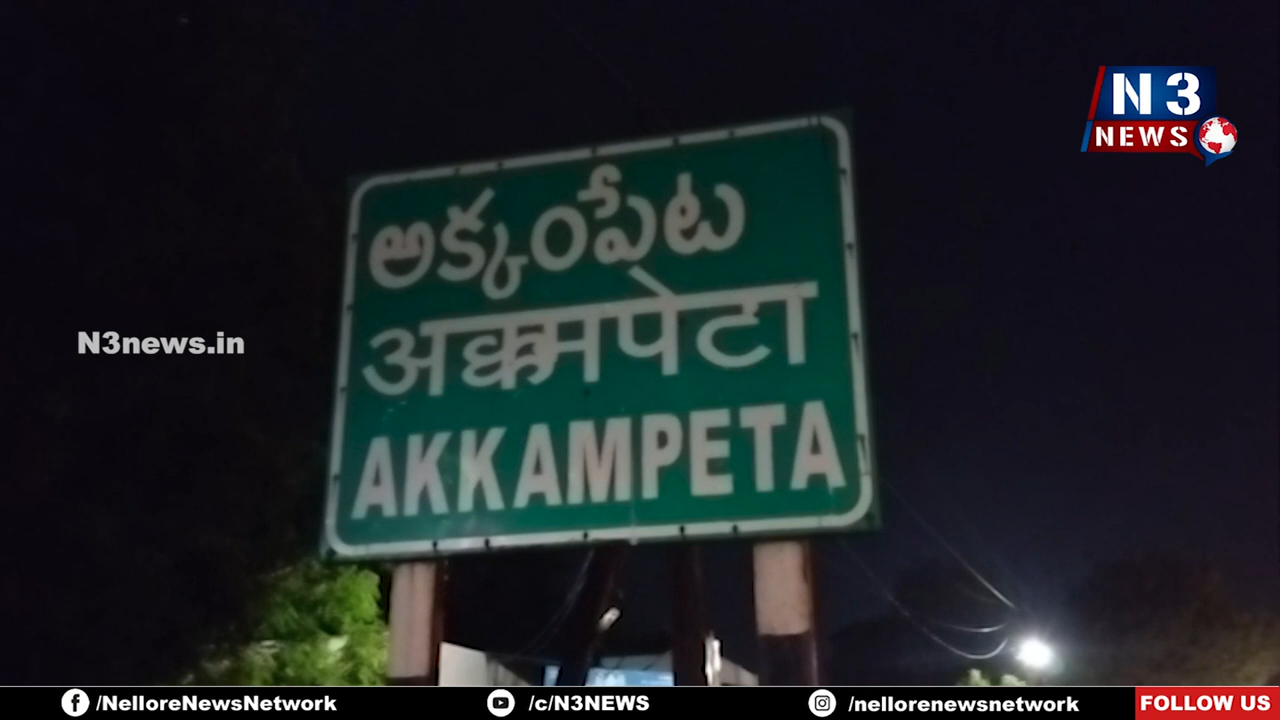 N3
NEWS
అక్కంపేట
अक्कमपेटा
AKKAMPETA
N3news.in
/NelloreNewsNetwork
/c/N3NEWS
/nellorenewsnetwork
FOLLOW US